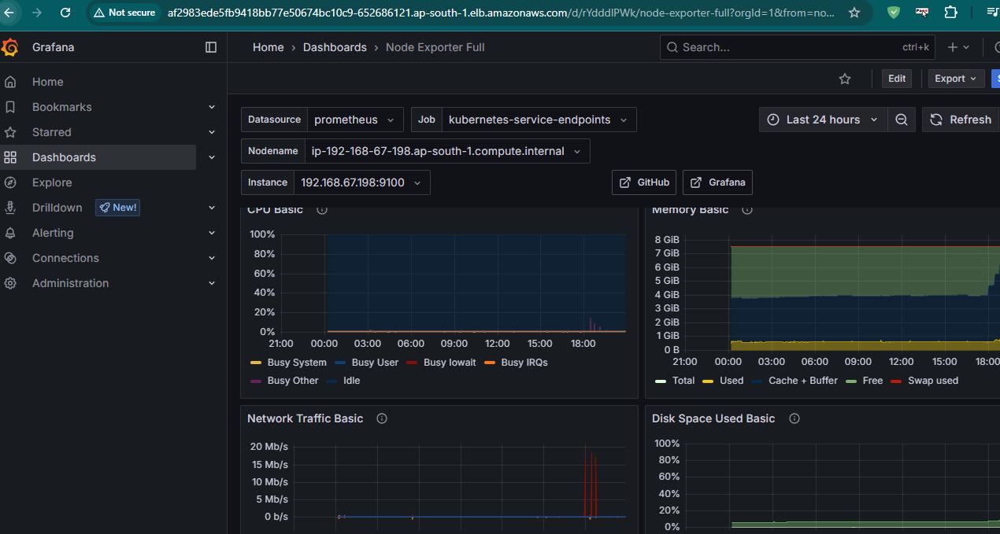 Not secure af2983ede5fb9418bb77e50674bc10c9-652686121.ap-south-1.elb.amazonaws.com/d/rYdddlPWk/node-exporter-full?orgId=1&from=no...
Grafana
Home › Dashboards › Node Exporter Full
Search... ctrl+k
Home
Bookmarks
Starred
Dashboards
Explore
Drilldown New!
Alerting
Connections
Administration
Edit Export
Datasource prometheus Job kubernetes-service-endpoints Last 24 hours Refresh
Nodename ip-192-168-67-198.ap-south-1.compute.internal
Instance 192.168.67.198:9100 GitHub Grafana
CPU Basic
100%
80%
60%
40%
20%
0%
21:00 00:00 03:00 06:00 09:00 12:00 15:00 18:00
Busy System Busy User Busy Iowait Busy IRQs
Busy Other Idle
Memory Basic
8 GiB
7 GiB
6 GiB
5 GiB
4 GiB
3 GiB
2 GiB
1 GiB
0 B
21:00 00:00 03:00 06:00 09:00 12:00 15:00 18:00
Total Used Cache + Buffer Free Swap used
Network Traffic Basic
20 Mb/s
15 Mb/s
10 Mb/s
5 Mb/s
0 b/s
Disk Space Used Basic
100%
80%
60%
40%
20%
0%